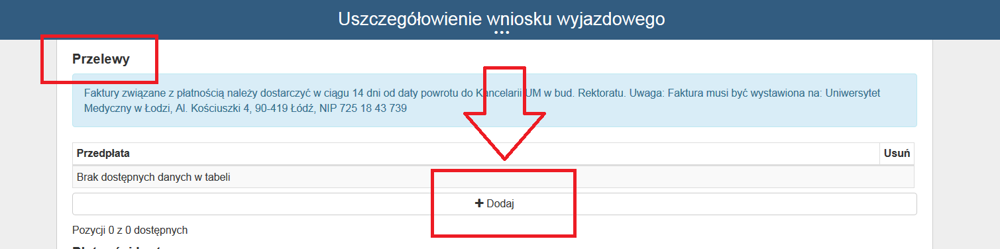 Uszczegółowienie wniosku wyjazdowego
Przelewy
Faktury związane z płatnością należy dostarczyć w ciągu 14 dni od daty powrotu do Kancelarii UM w bud. Rektoratu. Uwaga: Faktura musi być wystawiona na: Uniwersytet
Medyczny w Łodzi, Al. Kościuszki 4, 90-419 Łódź, NIP 725 18 43 739
Przedpłata Usuń
Brak dostępnych danych w tabeli
+ Dodaj
Pozycji 0 z 0 dostępnych